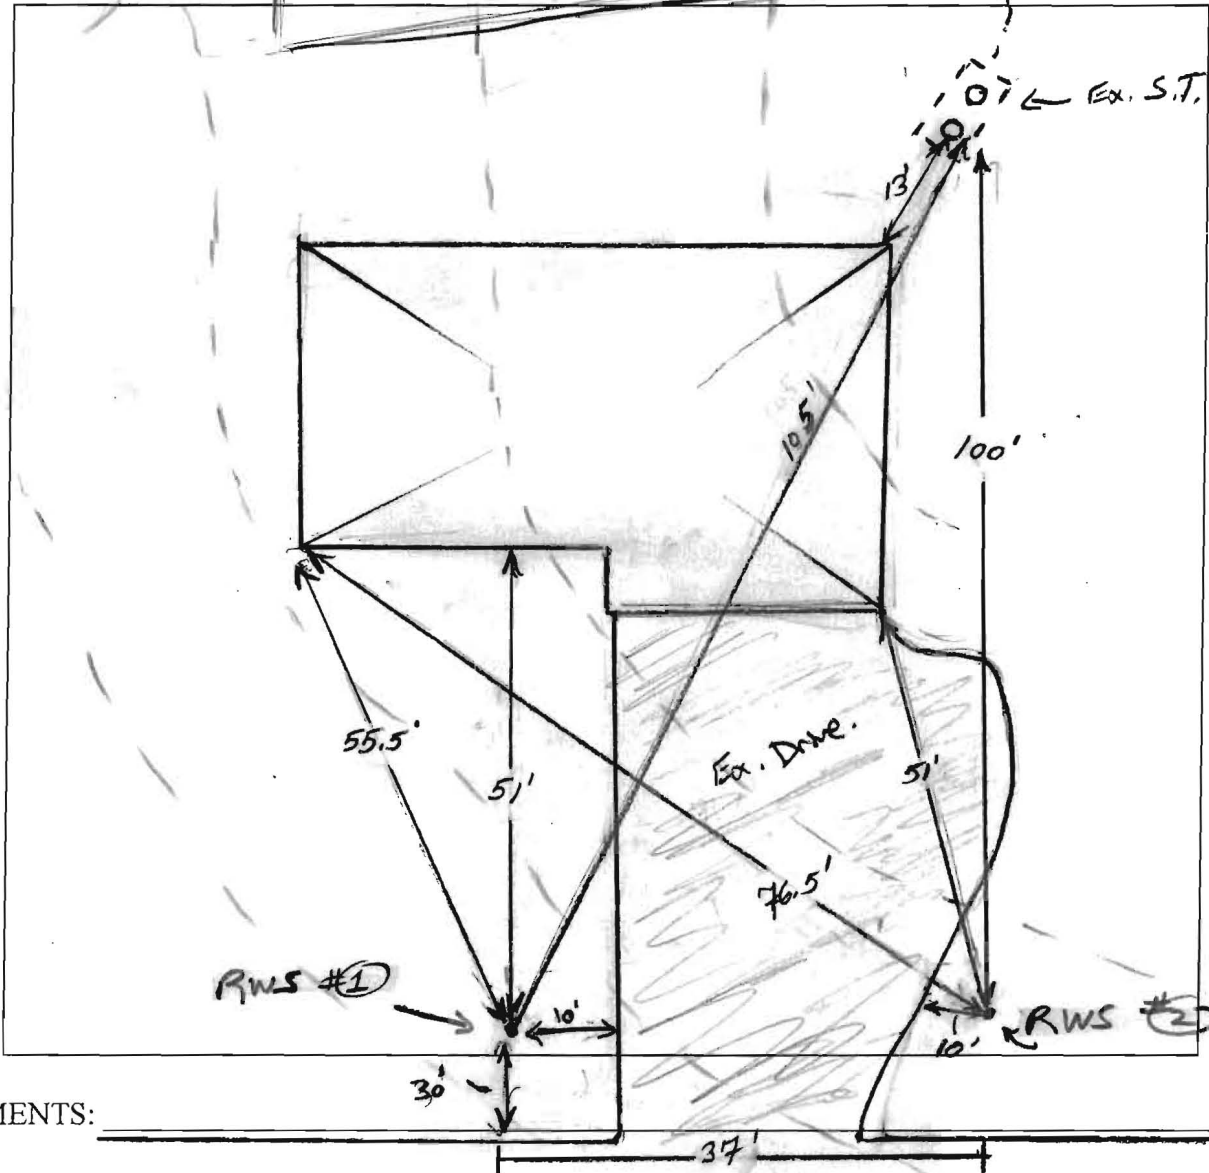 Ex. S.T.
13'
105'
100'
55.5'
51'
Ex. Drive.
51'
76.5'
RWS #1
10'
10'
RWS #2
30'
MENTS:
37'